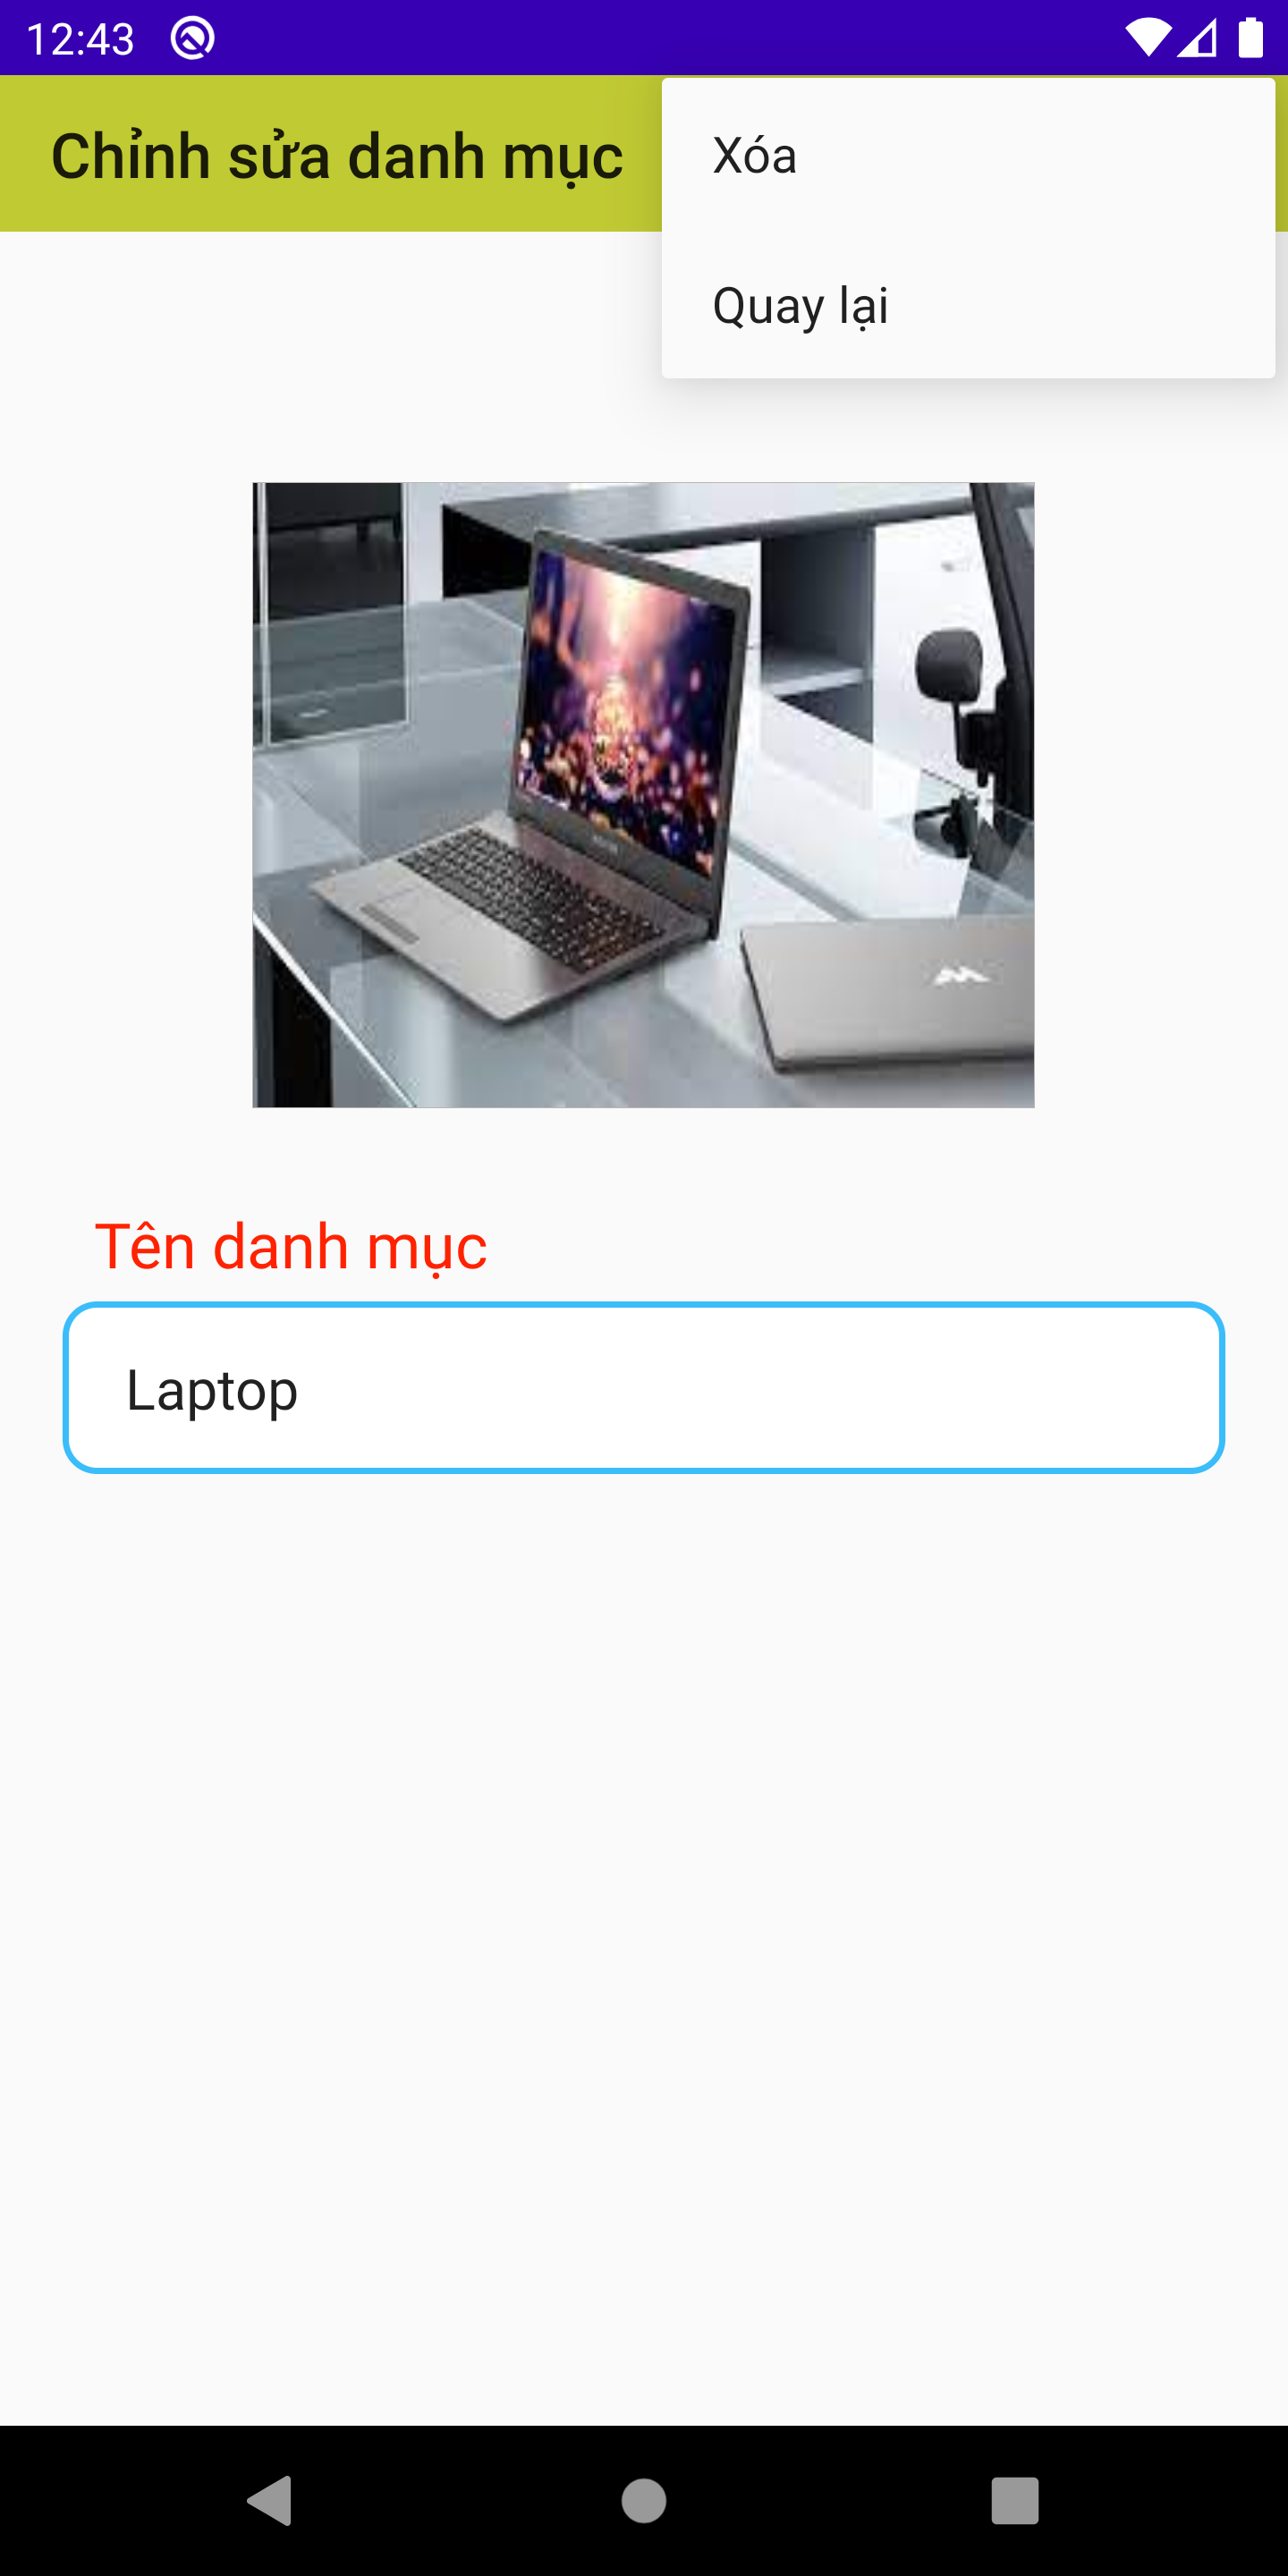 12:43
Chỉnh sửa danh mục
Xóa
Quay lại
Tên danh mục
Laptop